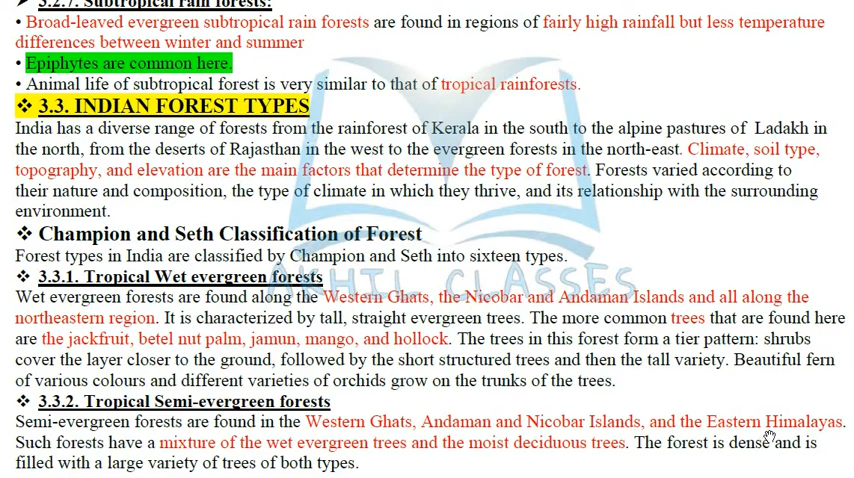 ➤ 3.2.7. Subtropical rain forests:
• Broad-leaved evergreen subtropical rain forests are found in regions of fairly high rainfall but less temperature
differences between winter and summer
• Epiphytes are common here.
• Animal life of subtropical forest is very similar to that of tropical rainforests.
❖ 3.3. INDIAN FOREST TYPES
India has a diverse range of forests from the rainforest of Kerala in the south to the alpine pastures of Ladakh in
the north, from the deserts of Rajasthan in the west to the evergreen forests in the north-east. Climate, soil type,
topography, and elevation are the main factors that determine the type of forest. Forests varied according to
their nature and composition, the type of climate in which they thrive, and its relationship with the surrounding
environment.
❖ Champion and Seth Classification of Forest
Forest types in India are classified by Champion and Seth into sixteen types.
❖ 3.3.1. Tropical Wet evergreen forests
Wet evergreen forests are found along the Western Ghats, the Nicobar and Andaman Islands and all along the
northeastern region. It is characterized by tall, straight evergreen trees. The more common trees that are found here
are the jackfruit, betel nut palm, jamun, mango, and hollock. The trees in this forest form a tier pattern: shrubs
cover the layer closer to the ground, followed by the short structured trees and then the tall variety. Beautiful fern
of various colours and different varieties of orchids grow on the trunks of the trees.
❖ 3.3.2. Tropical Semi-evergreen forests
Semi-evergreen forests are found in the Western Ghats, Andaman and Nicobar Islands, and the Eastern Himalayas.
Such forests have a mixture of the wet evergreen trees and the moist deciduous trees. The forest is dense and is
filled with a large variety of trees of both types.
AKHIL CLASSES